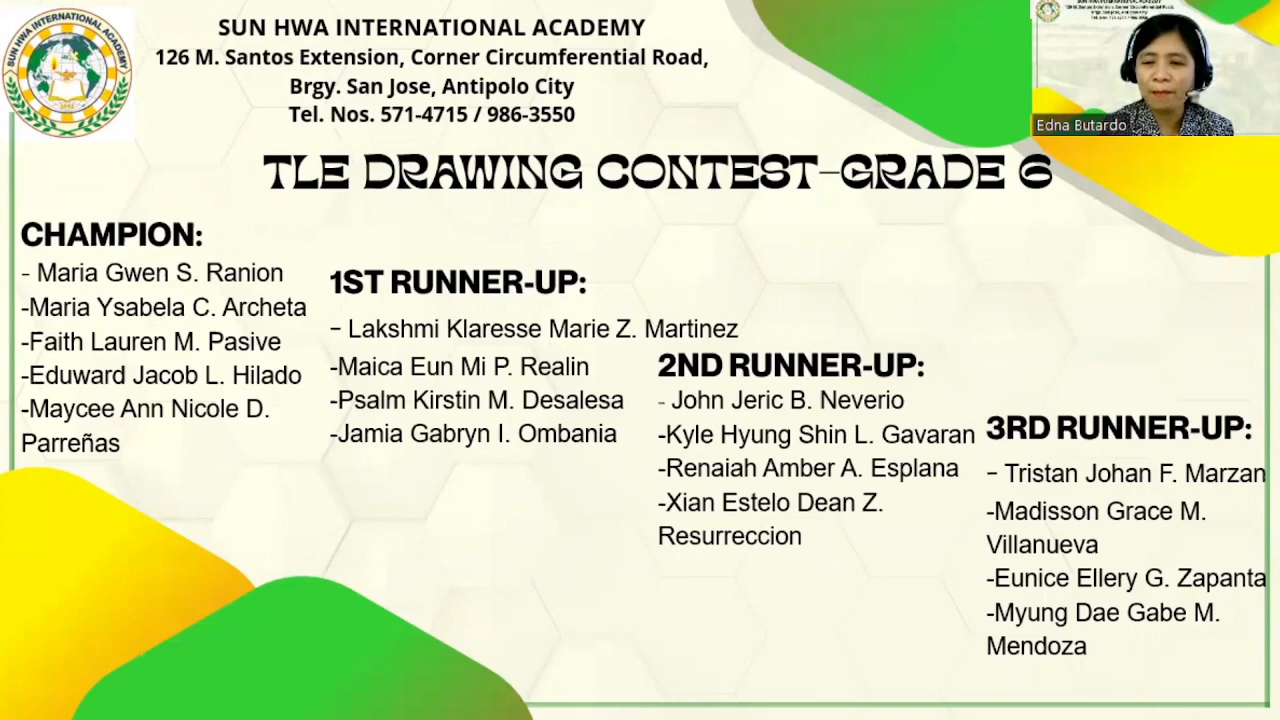 SUN HWA INTERNATIONAL ACADEMY
SUN HWA INTERNATIONAL ACADEMY
126 M. Santos Extension, Corner Circumferential Road,
Brgy. San Jose, Antipolo City
Tel. Nos. 571-4715 / 986-3550
Edna Butardo
TLE DRAWING CONTEST-GRADE 6
CHAMPION:
- Maria Gwen S. Ranion
-Maria Ysabela C. Archeta
-Faith Lauren M. Pasive
-Eduward Jacob L. Hilado
-Maycee Ann Nicole D.
Parreñas
1ST RUNNER-UP:
- Lakshmi Klaresse Marie Z. Martinez
-Maica Eun Mi P. Realin
-Psalm Kirstin M. Desalesa
-Jamia Gabryn I. Ombania
2ND RUNNER-UP:
- John Jeric B. Neverio
-Kyle Hyung Shin L. Gavaran
-Renaiah Amber A. Esplana
-Xian Estelo Dean Z.
Resurreccion
3RD RUNNER-UP:
- Tristan Johan F. Marzan
-Madisson Grace M.
Villanueva
-Eunice Ellery G. Zapanta
-Myung Dae Gabe M.
Mendoza